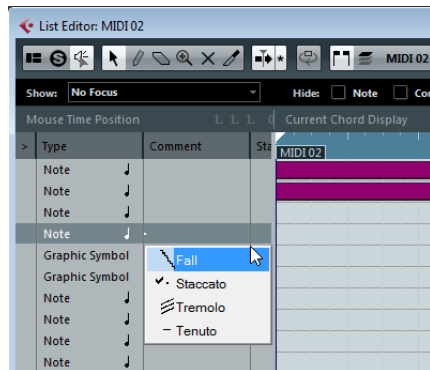 List Editor: MIDI 02
MIDI 02
Show: No Focus Hide: Note
Mouse Time Position 1. 1. 1. Current Chord Display
> Type Comment
MIDI 02
Note
Note
Note
Note
Graphic Symbol
Graphic Symbol
Note
Note
Note
Note
Fall
Staccato
Tremolo
Tenuto